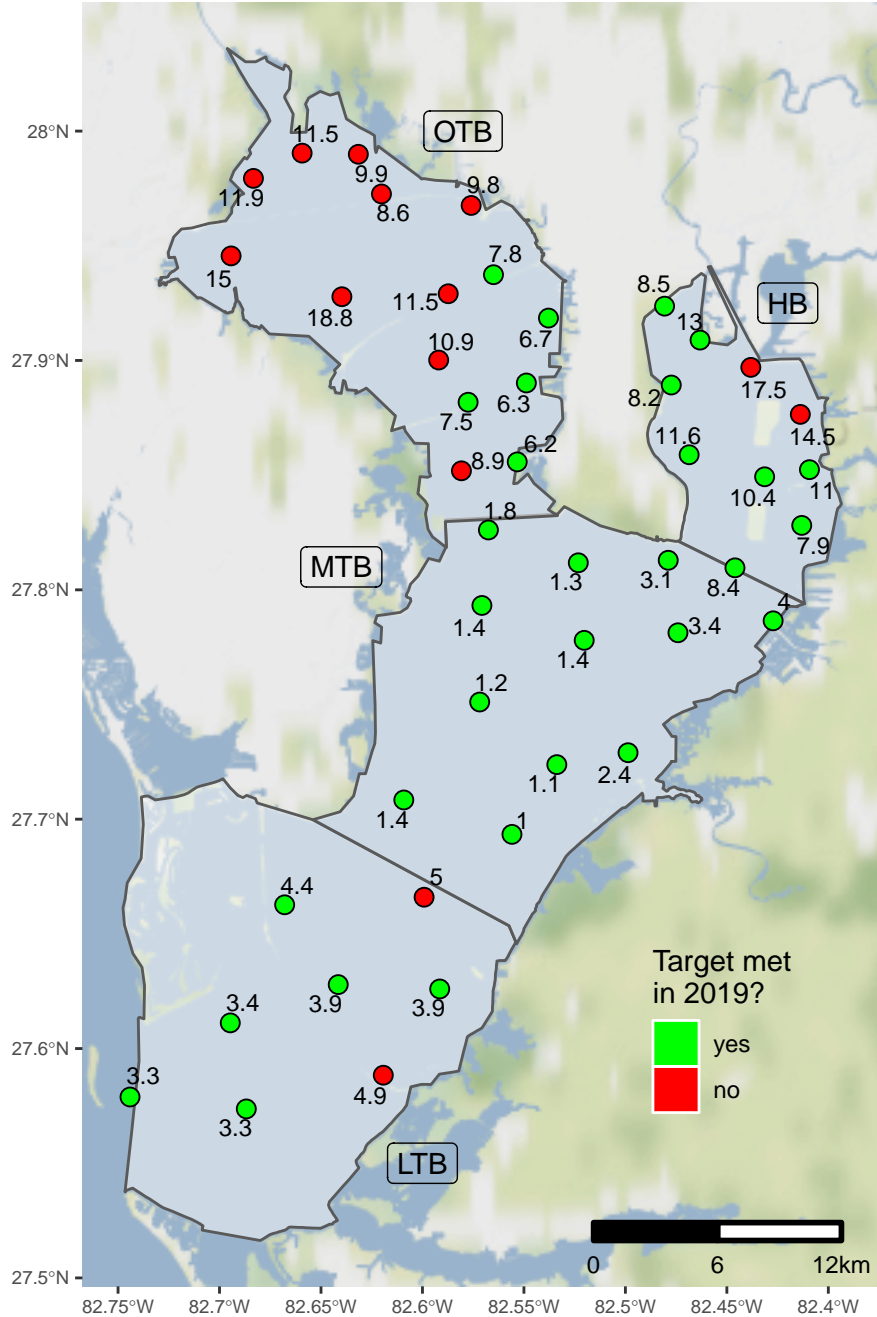 28°N
27.9°N
27.8°N
27.7°N
27.6°N
27.5°N
OTB
11.5
9.9
11.9
8.6
9.8
15
7.8
18.8
11.5
6.7
10.9
7.5
6.3
8.9
6.2
HB
8.5
13
17.5
8.2
14.5
11.6
10.4
11
7.9
MTB
1.8
1.3
3.1
8.4
4
1.4
1.4
3.4
1.2
1.1
2.4
1.4
1
5
4.4
3.9
3.9
3.4
3.3
4.9
3.3
LTB
Target met
in 2019?
yes
no
0 6 12km
82.75°W 82.7°W 82.65°W 82.6°W 82.55°W 82.5°W 82.45°W 82.4°W